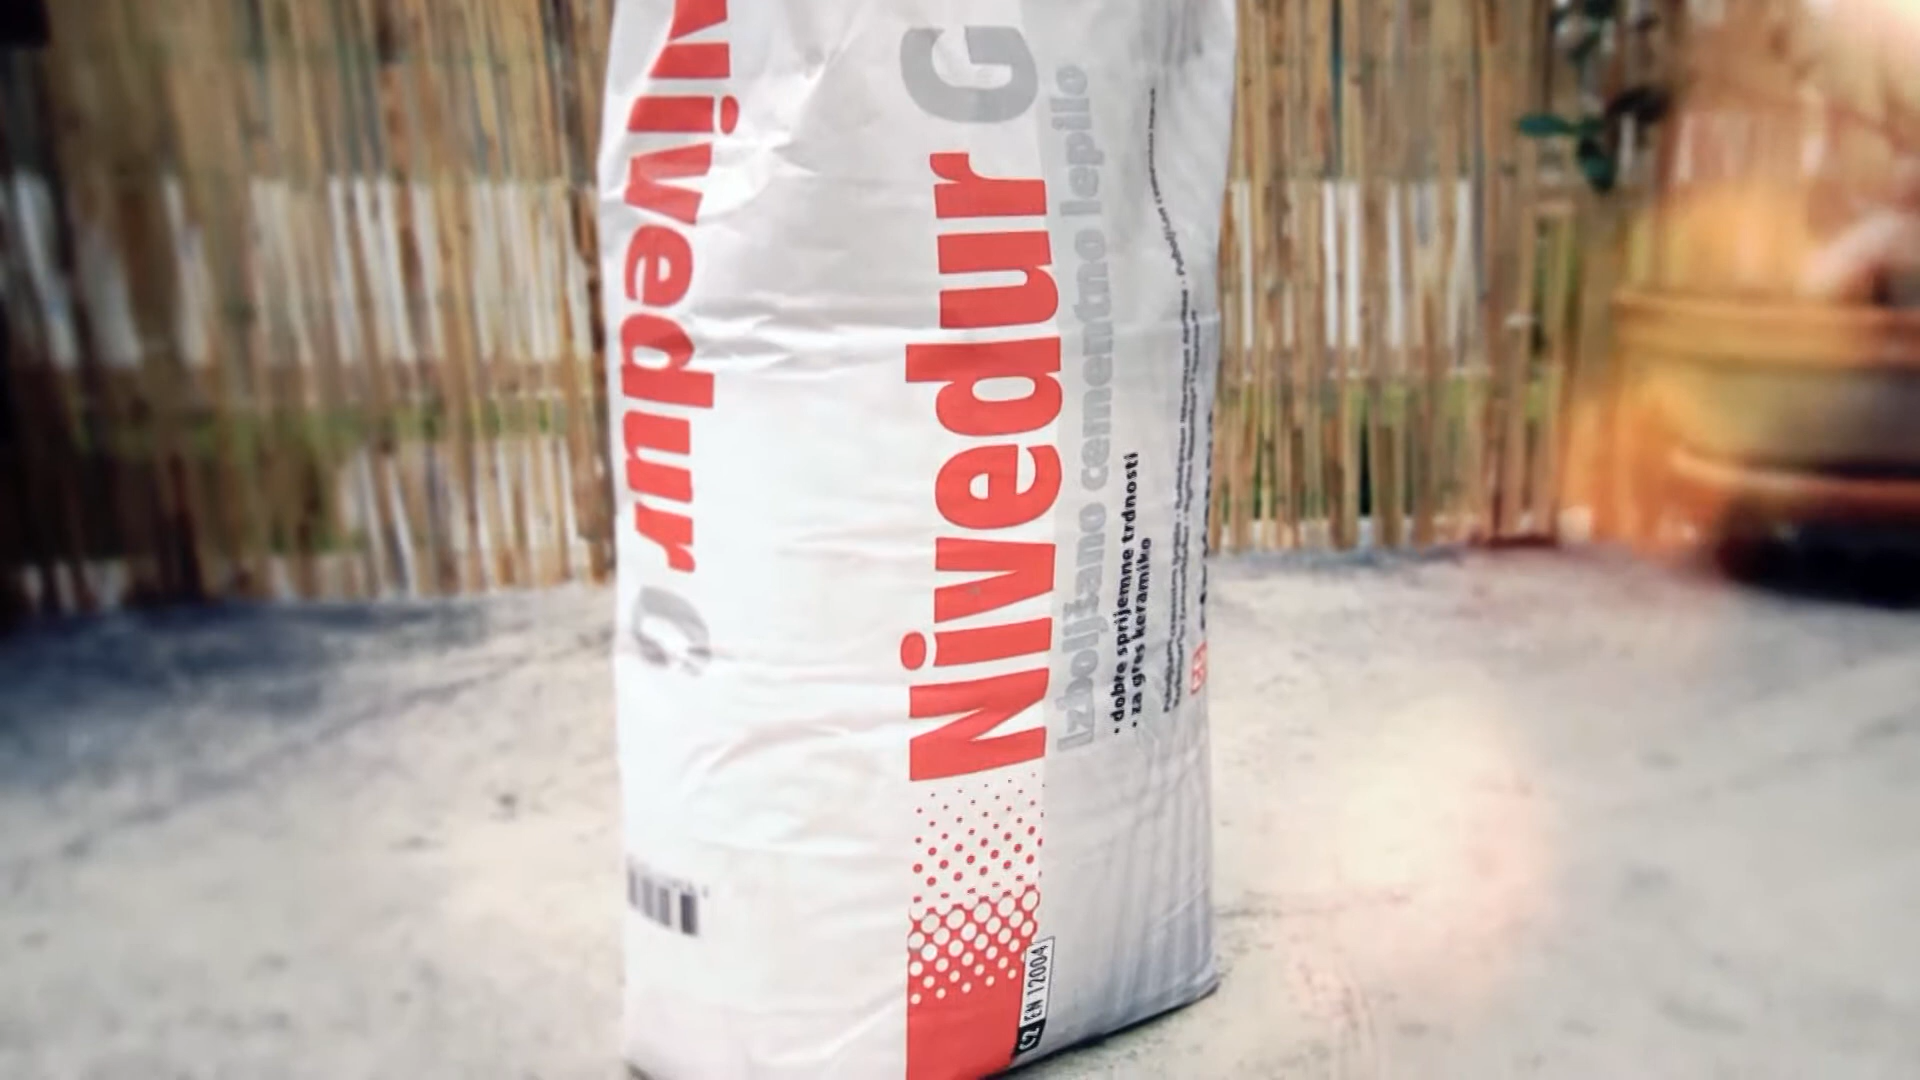 Nivedur G
Nivedur G
Izboljšano cementno lepilo
· dobre sprijemne trdnosti
· za gres keramiko
C2 EN 12004